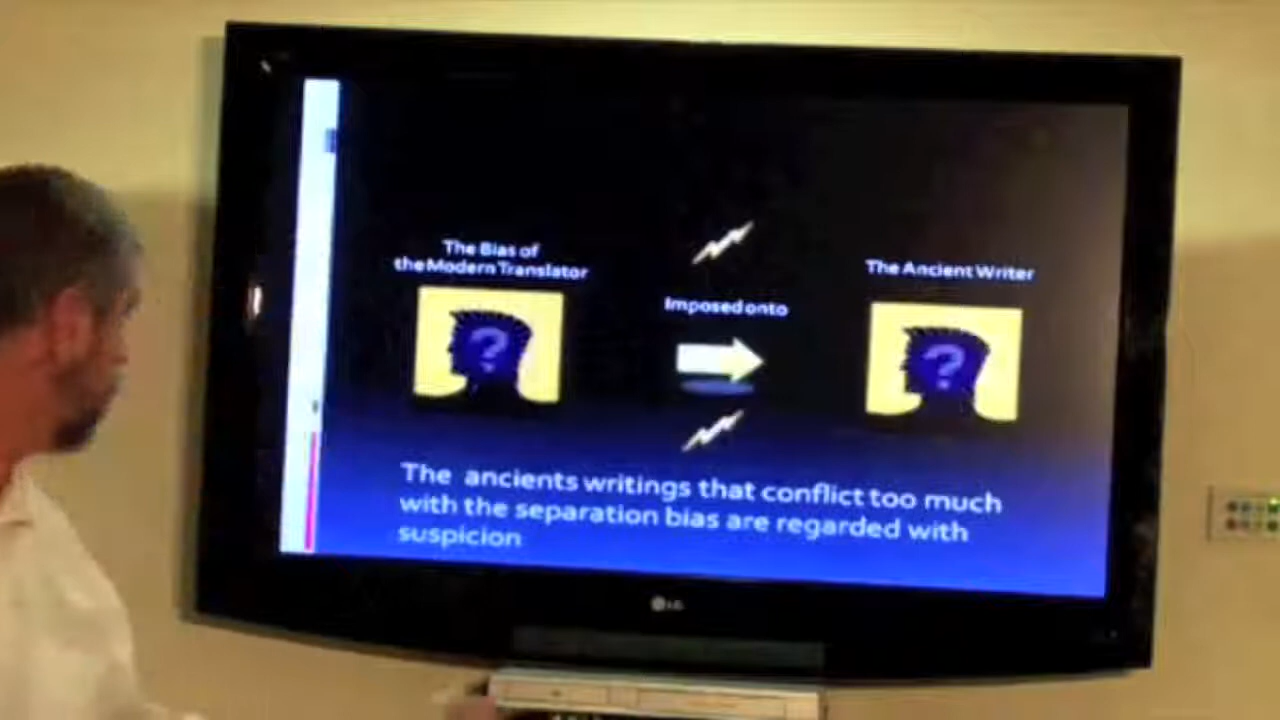 The Bias of
the Modern Translator
Imposed onto
The Ancient Writer
?
?
The ancients writings that conflict too much
with the separation bias are regarded with
suspicion
LG